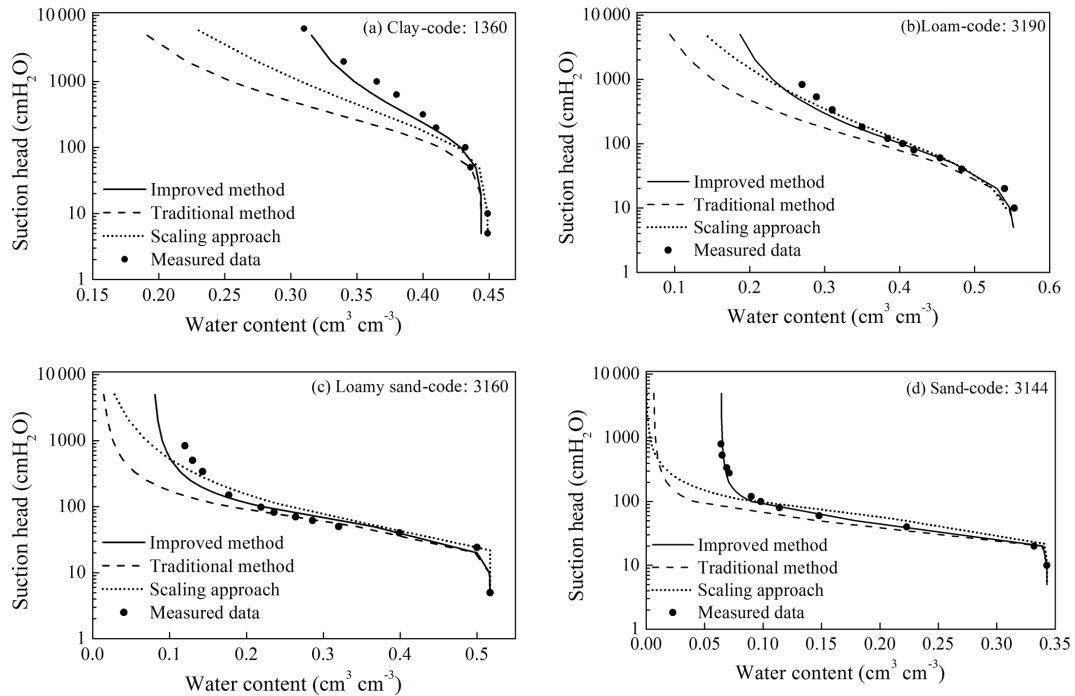 (a) Clay-code: 1360
Suction head (cmH2O)
10 000
1000
100
10
1
Improved method
Traditional method
Scaling approach
Measured data
0.15 0.20 0.25 0.30 0.35 0.40 0.45
Water content (cm3 cm-3)
(b)Loam-code: 3190
Suction head (cmH2O)
10 000
1000
100
10
1
Improved method
Traditional method
Scaling approach
Measured data
0.1 0.2 0.3 0.4 0.5 0.6
Water content (cm3 cm-3)
(c) Loamy sand-code: 3160
Suction head (cmH2O)
10 000
1000
100
10
1
Improved method
Traditional method
Scaling approach
Measured data
0.0 0.1 0.2 0.3 0.4 0.5
Water content (cm3 cm-3)
(d) Sand-code: 3144
Suction head (cmH2O)
10 000
1000
100
10
1
Improved method
Traditional method
Scaling approach
Measured data
0.00 0.05 0.10 0.15 0.20 0.25 0.30 0.35
Water content (cm3 cm-3)